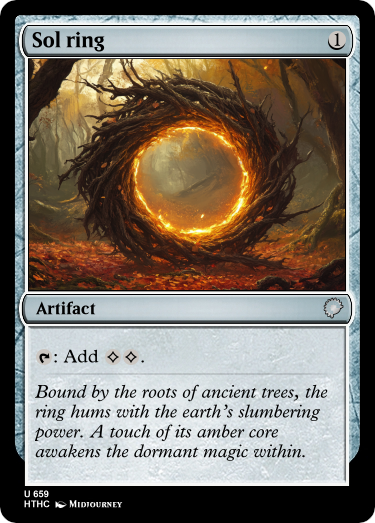 Sol ring 1
Artifact
: Add .
Bound by the roots of ancient trees, the
ring hums with the earth's slumbering
power. A touch of its amber core
awakens the dormant magic within.
U 659
HTHC Midjourney